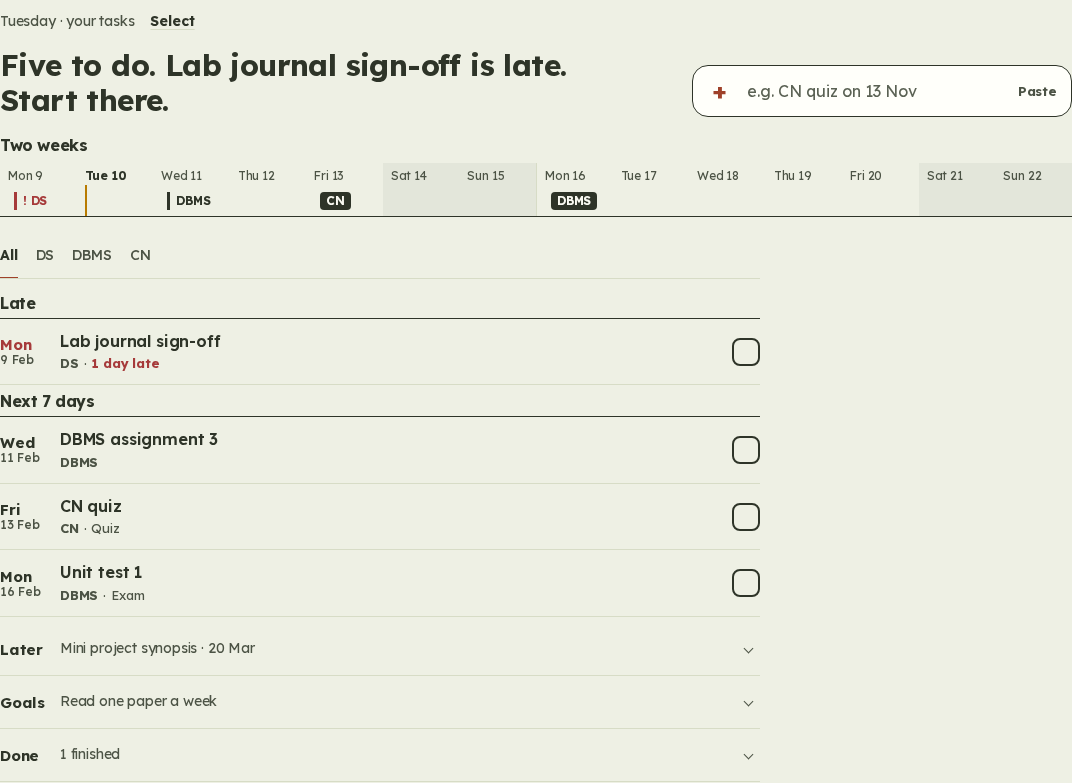 Tuesday · your tasks Select
Five to do. Lab journal sign-off is late.
Start there.
+ e.g. CN quiz on 13 Nov Paste
Two weeks
Mon 9 Tue 10 Wed 11 Thu 12 Fri 13 Sat 14 Sun 15 Mon 16 Tue 17 Wed 18 Thu 19 Fri 20 Sat 21 Sun 22
! DS DBMS CN DBMS
All DS DBMS CN
Late
Mon Lab journal sign-off
9 Feb DS · 1 day late
Next 7 days
Wed DBMS assignment 3
11 Feb DBMS
Fri CN quiz
13 Feb CN · Quiz
Mon Unit test 1
16 Feb DBMS · Exam
Later Mini project synopsis · 20 Mar
Goals Read one paper a week
Done 1 finished